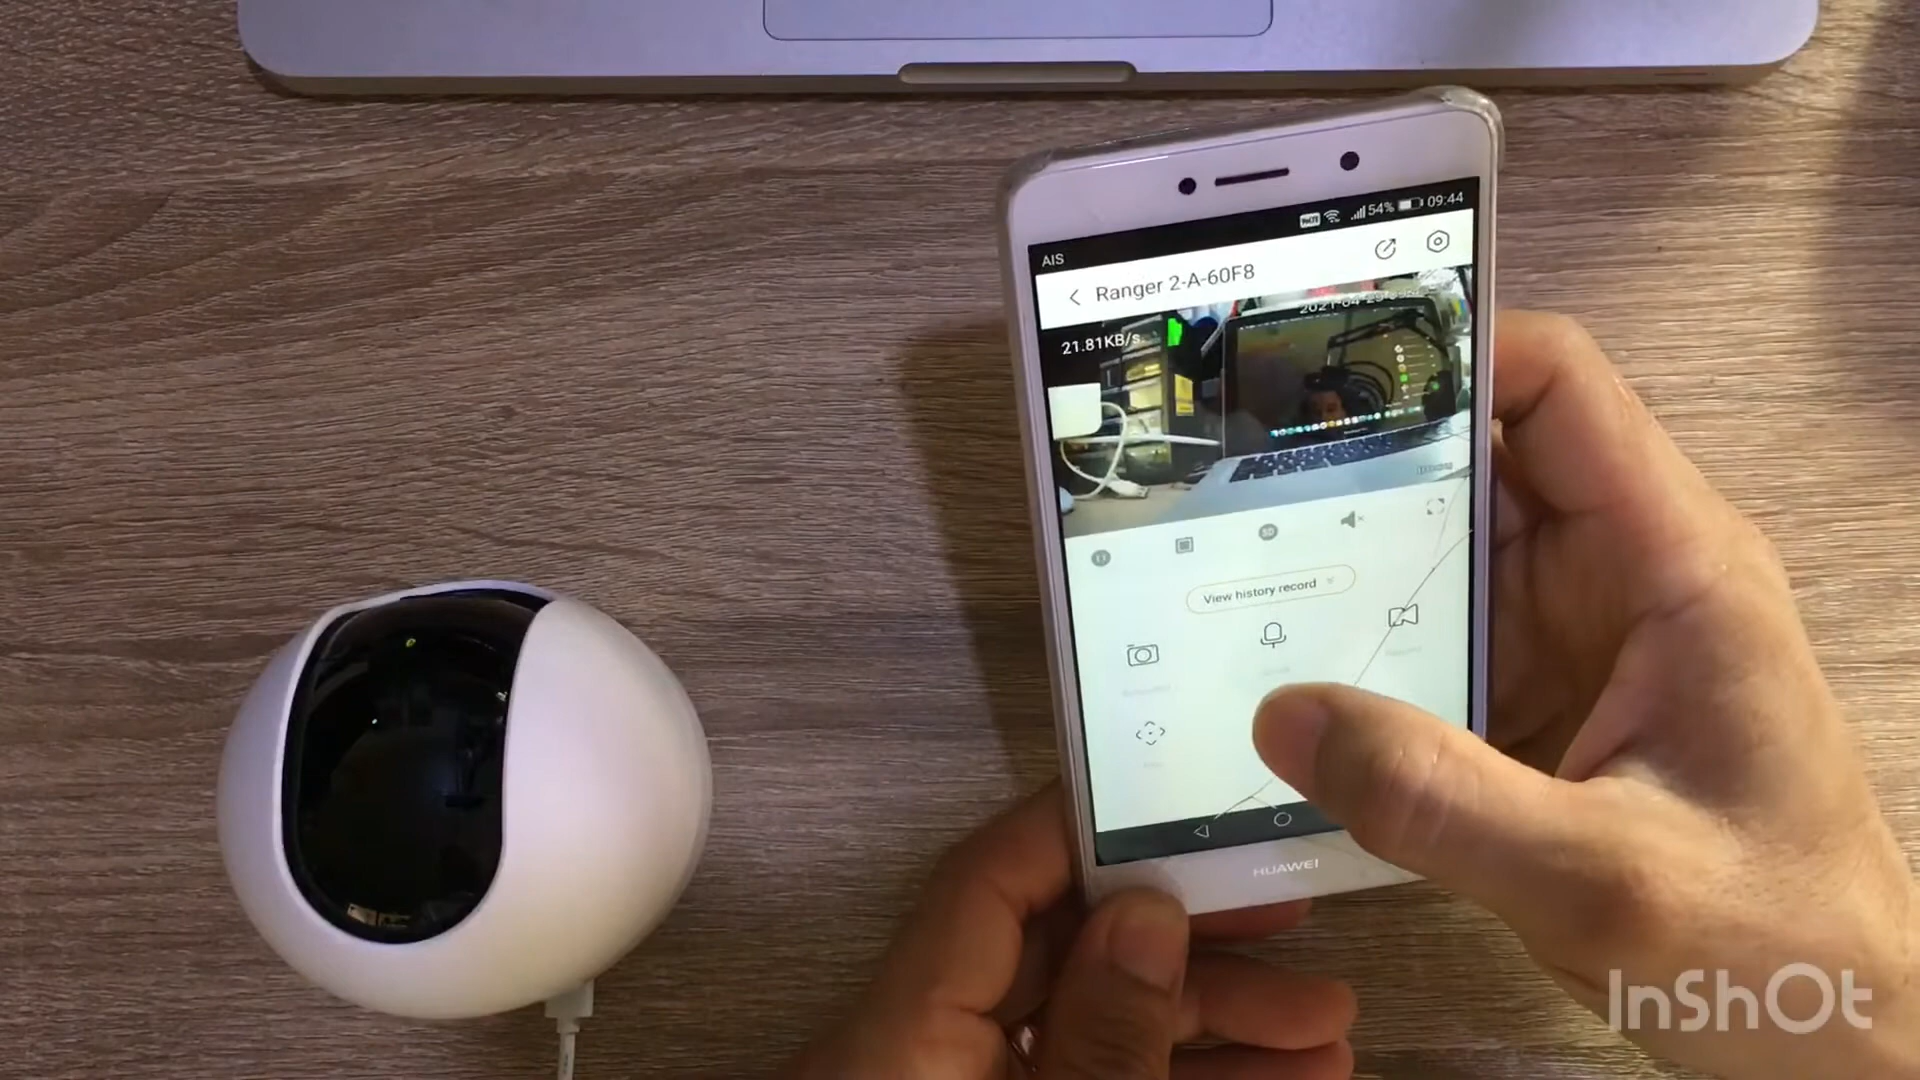 54% 09:44
AIS
Ranger 2-A-60F8
21.81KB/s
View history record
HUAWEI
InShOt